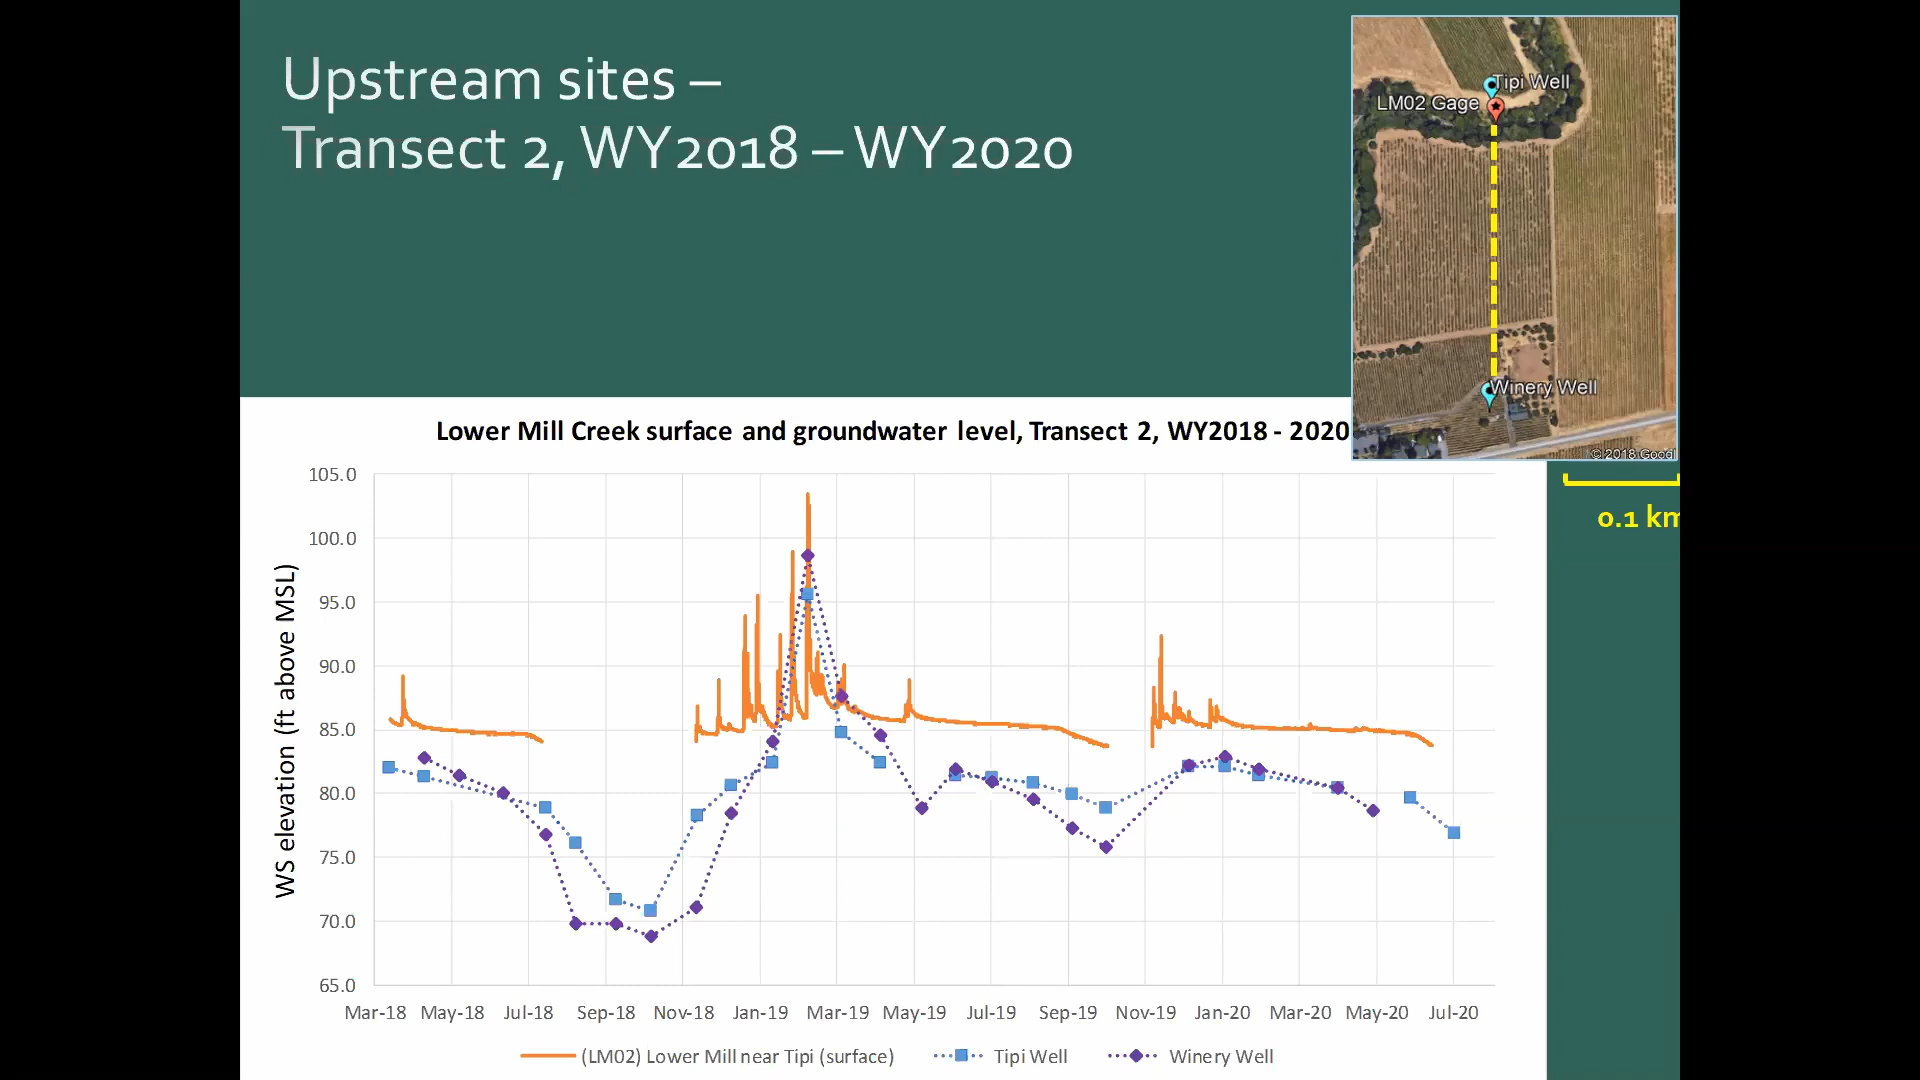 Upstream sites –
Transect 2, WY2018 – WY2020
Tipi Well
LM02 Gage
Winery Well
© 2018 Googl
0.1 km
Lower Mill Creek surface and groundwater level, Transect 2, WY2018 - 2020
WS elevation (ft above MSL)
105.0
100.0
95.0
90.0
85.0
80.0
75.0
70.0
65.0
Mar-18 May-18 Jul-18 Sep-18 Nov-18 Jan-19 Mar-19 May-19 Jul-19 Sep-19 Nov-19 Jan-20 Mar-20 May-20 Jul-20
(LM02) Lower Mill near Tipi (surface) Tipi Well Winery Well